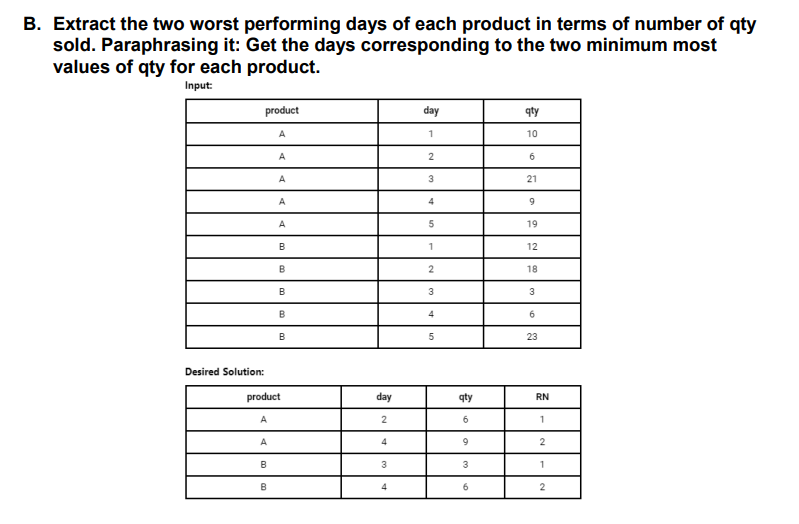 B. Extract the two worst performing days of each product in terms of number of qty
sold. Paraphrasing it: Get the days corresponding to the two minimum most
values of qty for each product.
Input:
product day qty
A 1 10
A 2 6
A 3 21
A 4 9
A 5 19
B 1 12
B 2 18
B 3 3
B 4 6
B 5 23
Desired Solution:
product day qty RN
A 2 6 1
A 4 9 2
B 3 3 1
B 4 6 2